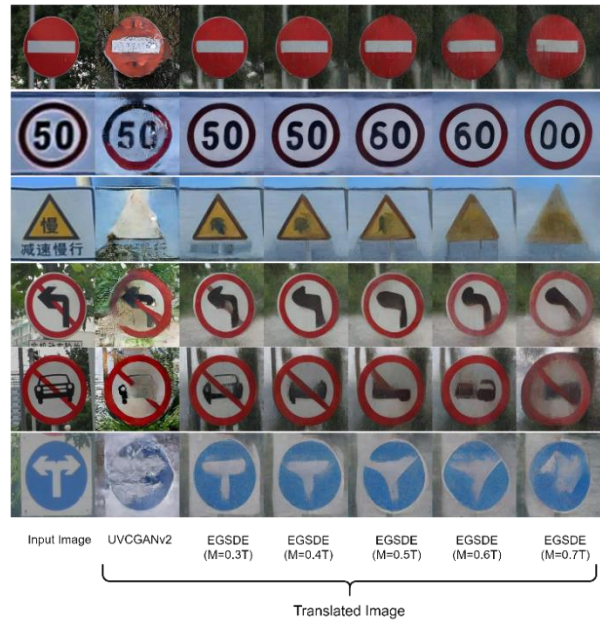 50
50
50
50
60
60
00
慢
减速慢行
Input Image
UVCGANv2
EGSDE
(M=0.3T)
EGSDE
(M=0.4T)
EGSDE
(M=0.5T)
EGSDE
(M=0.6T)
EGSDE
(M=0.7T)
Translated Image